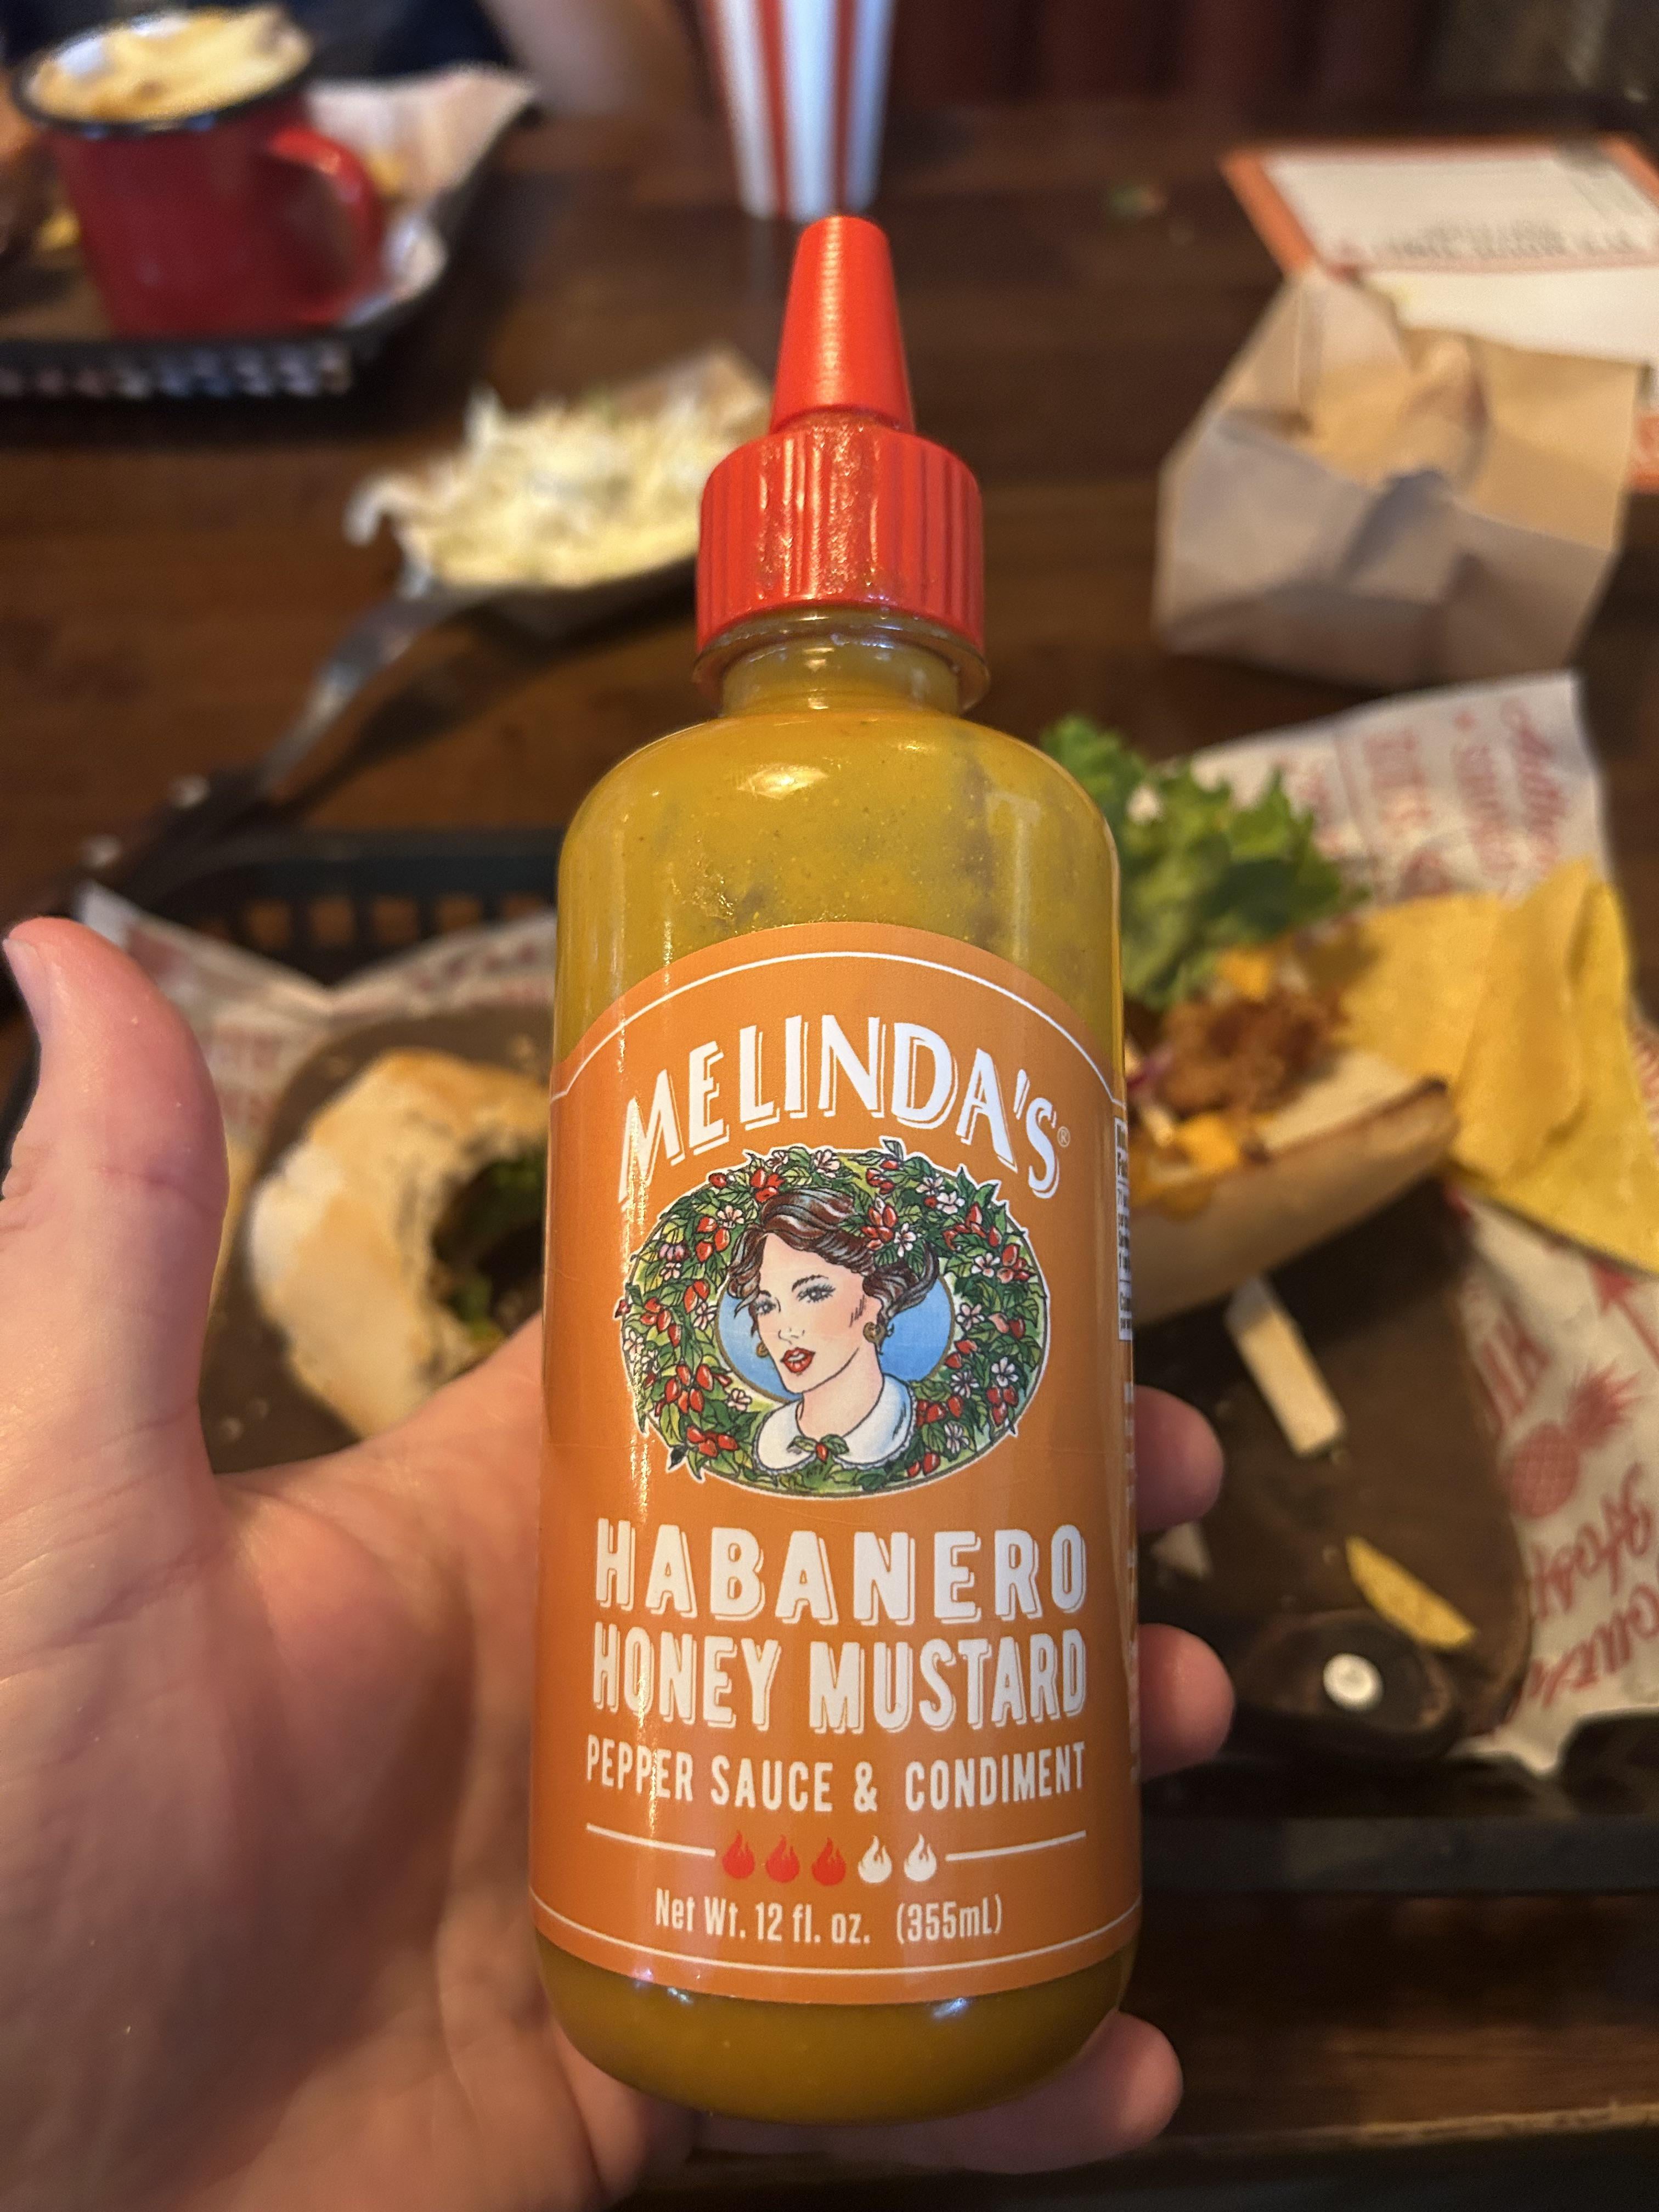 MELINDA'S®
HABANERO
HONEY MUSTARD
PEPPER SAUCE & CONDIMENT
Net Wt. 12 fl. oz. (355mL)